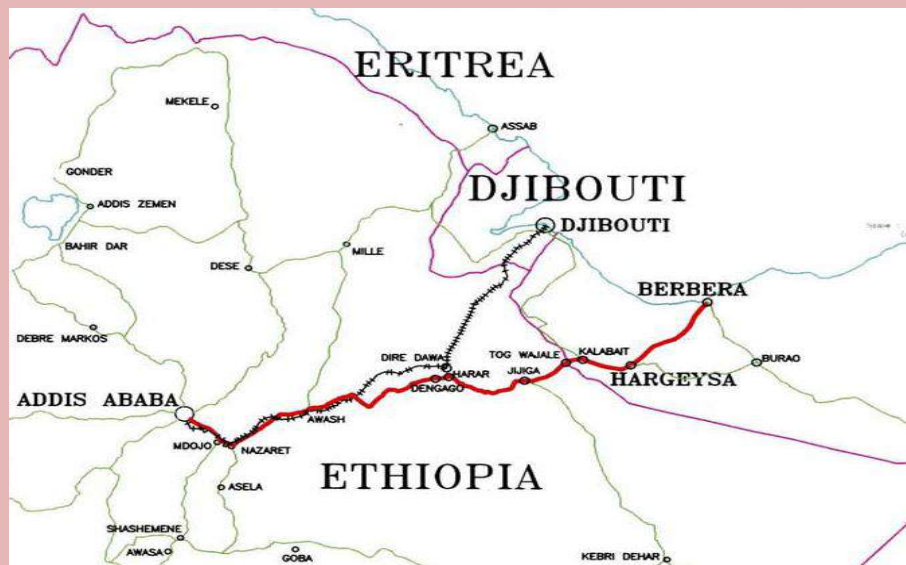 ERITREA
MEKELE
ASSAB
GONDER
DJIBOUTI
ADDIS ZEMEN
DJIBOUTI
BAHIR DAR
MILLE
DESE
BERBERA
DEBRE MARKOS
DIRE DAWA
TOG WAJALE
KALABAIT
BURAO
HARAR
JIJIGA
HARGEYSA
DENGAGO
ADDIS ABABA
AWASH
MDOJO
NAZARET
ETHIOPIA
ASELA
SHASHEMENE
AWASA
GOBA
KEBRI DEHAR